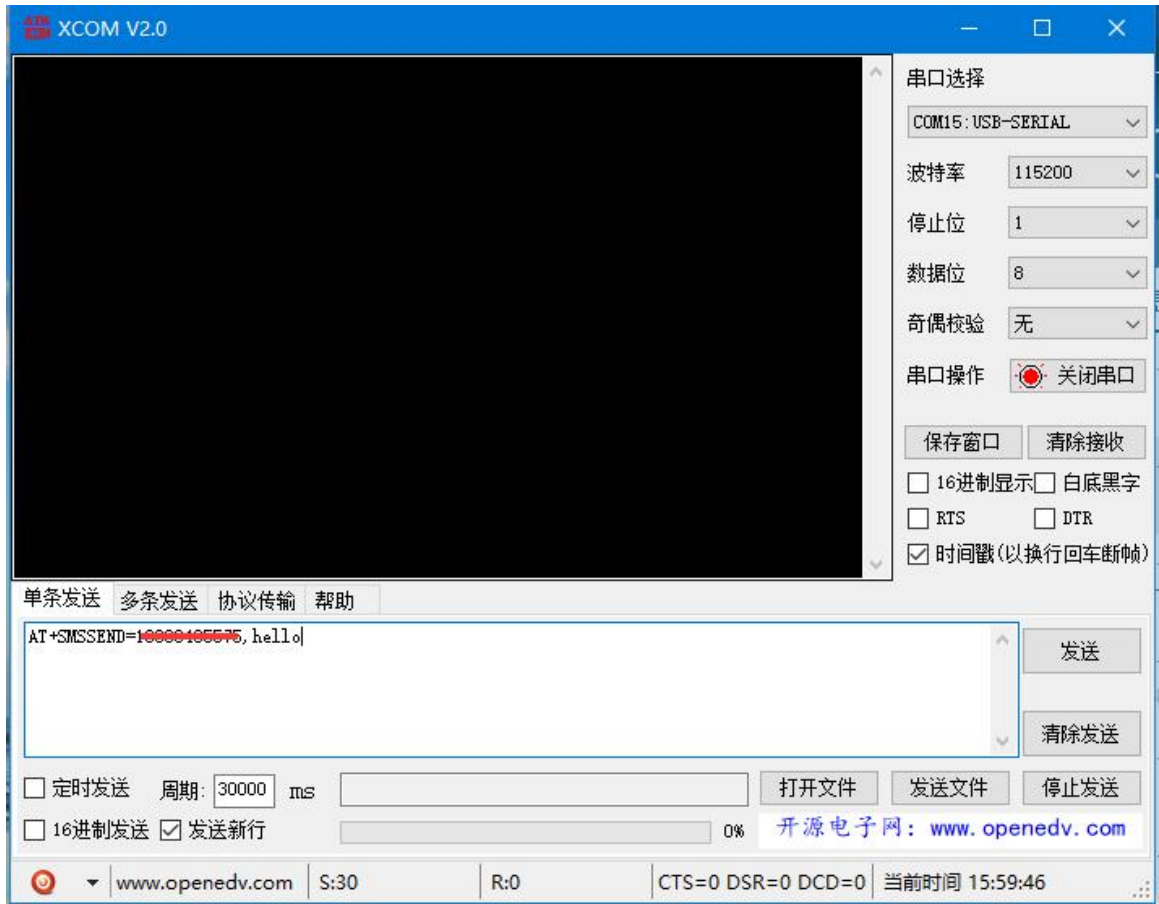 XCOM V2.0
串口选择
COM15:USB-SERIAL
波特率 115200
停止位 1
数据位 8
奇偶校验 无
串口操作 关闭串口
保存窗口 清除接收
16进制显示 白底黑字
RTS DTR
时间戳(以换行回车断帧)
单条发送 多条发送 协议传输 帮助
AT+SMSSEND= ,hello
发送
清除发送
定时发送 周期: 30000 ms 打开文件 发送文件 停止发送
16进制发送 发送新行 0% 开源电子网: www.openedv.com
www.openedv.com S:30 R:0 CTS=0 DSR=0 DCD=0 当前时间 15:59:46